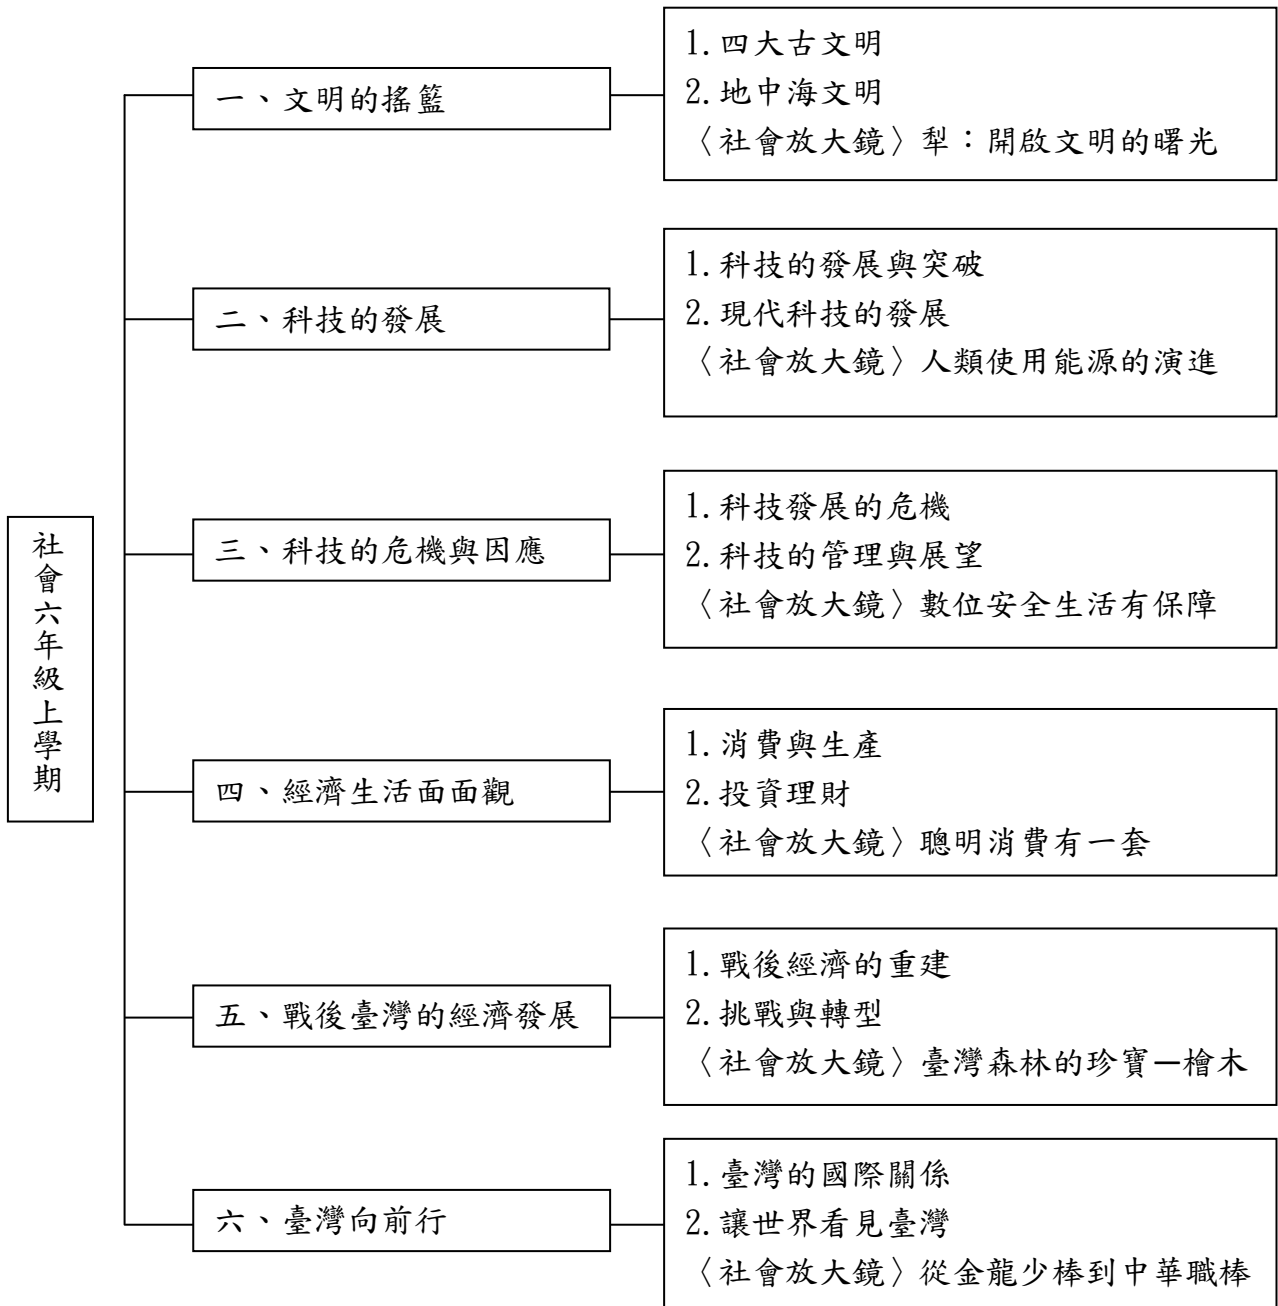 社會六年級上學期
一、文明的搖籃
1.四大古文明
2.地中海文明
〈社會放大鏡〉犁：開啟文明的曙光
二、科技的發展
1.科技的發展與突破
2.現代科技的發展
〈社會放大鏡〉人類使用能源的演進
三、科技的危機與因應
1.科技發展的危機
2.科技的管理與展望
〈社會放大鏡〉數位安全生活有保障
四、經濟生活面面觀
1.消費與生產
2.投資理財
〈社會放大鏡〉聰明消費有一套
五、戰後臺灣的經濟發展
1.戰後經濟的重建
2.挑戰與轉型
〈社會放大鏡〉臺灣森林的珍寶—檜木
六、臺灣向前行
1.臺灣的國際關係
2.讓世界看見臺灣
〈社會放大鏡〉從金龍少棒到中華職棒